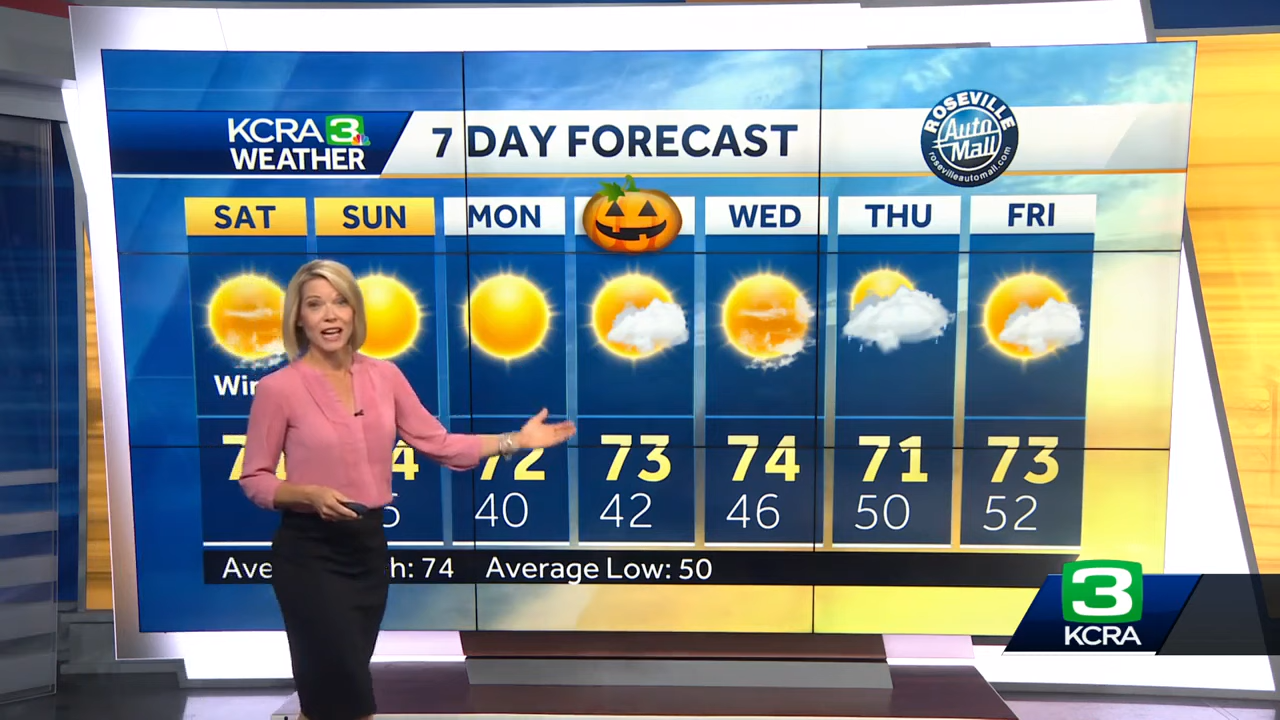 KCRA 3
WEATHER
7 DAY FORECAST
ROSEVILLE
Auto
Mall
rosevilleautomall.com
SAT SUN MON WED THU FRI
72 73 74 71 73
40 42 46 50 52
h: 74 Average Low: 50
3
KCRA